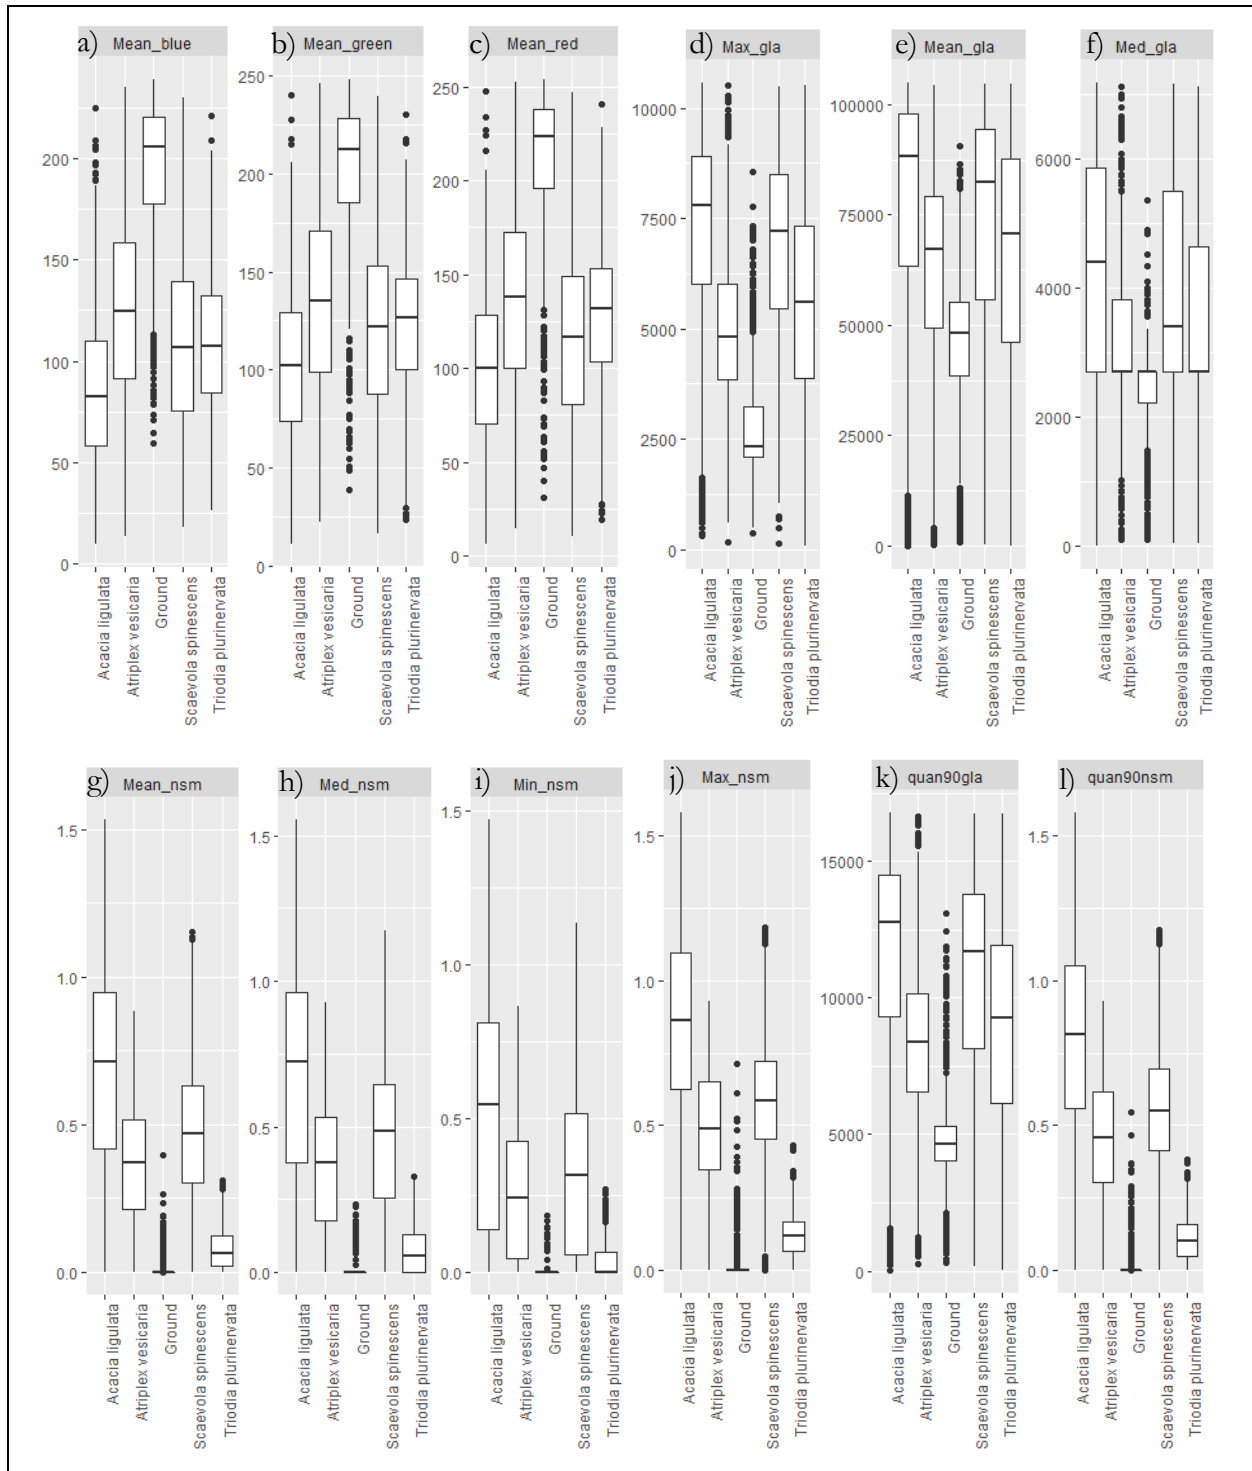 a) Mean_blue
b) Mean_green
c) Mean_red
d) Max_gla
e) Mean_gla
f) Med_gla
200
150
100
50
0
250
200
150
100
50
0
250
200
150
100
50
0
10000
7500
5000
2500
0
100000
75000
50000
25000
0
6000
4000
2000
0
Acacia ligulata
Atriplex vesicaria
Ground
Scaevola spinescens
Triodia plurinervata
Acacia ligulata
Atriplex vesicaria
Ground
Scaevola spinescens
Triodia plurinervata
Acacia ligulata
Atriplex vesicaria
Ground
Scaevola spinescens
Triodia plurinervata
Acacia ligulata
Atriplex vesicaria
Ground
Scaevola spinescens
Triodia plurinervata
Acacia ligulata
Atriplex vesicaria
Ground
Scaevola spinescens
Triodia plurinervata
Acacia ligulata
Atriplex vesicaria
Ground
Scaevola spinescens
Triodia plurinervata
g) Mean_nsm
h) Med_nsm
i) Min_nsm
j) Max_nsm
k) quan90gla
l) quan90nsm
1.5
1.0
0.5
0.0
1.5
1.0
0.5
0.0
1.5
1.0
0.5
0.0
1.5
1.0
0.5
0.0
15000
10000
5000
0
1.5
1.0
0.5
0.0
Acacia ligulata
Atriplex vesicaria
Ground
Scaevola spinescens
Triodia plurinervata
Acacia ligulata
Atriplex vesicaria
Ground
Scaevola spinescens
Triodia plurinervata
Acacia ligulata
Atriplex vesicaria
Ground
Scaevola spinescens
Triodia plurinervata
Acacia ligulata
Atriplex vesicaria
Ground
Scaevola spinescens
Triodia plurinervata
Acacia ligulata
Atriplex vesicaria
Ground
Scaevola spinescens
Triodia plurinervata
Acacia ligulata
Atriplex vesicaria
Ground
Scaevola spinescens
Triodia plurinervata